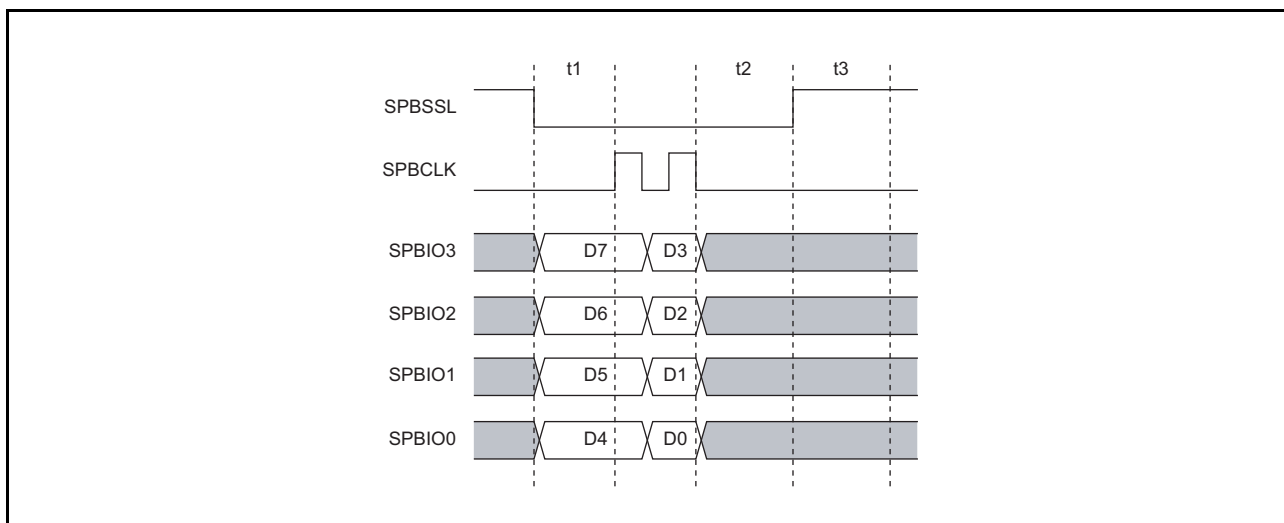 t1 t2 t3
SPBSSL
SPBCLK
SPBIO3 D7 D3
SPBIO2 D6 D2
SPBIO1 D5 D1
SPBIO0 D4 D0